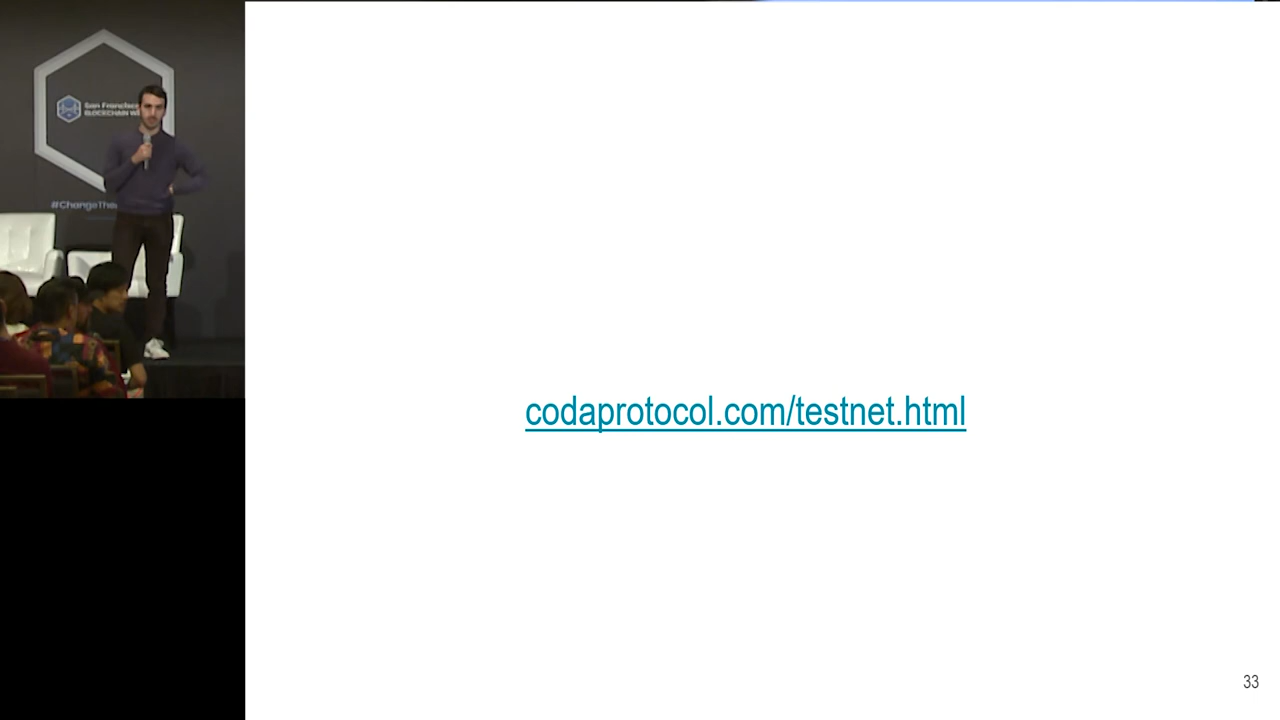 San Francisco
BLOCKCHAIN
#ChangeThe
codaprotocol.com/testnet.html
33